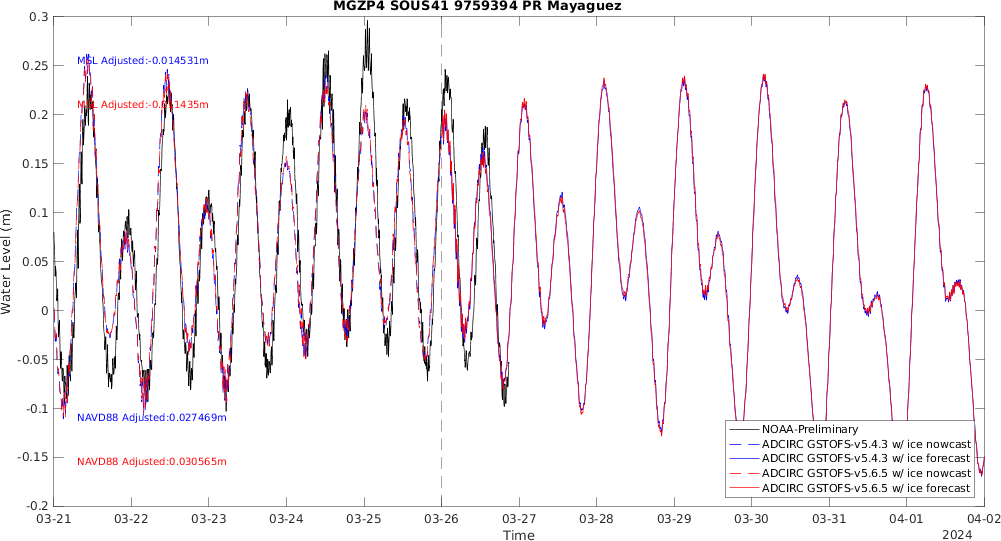 MGZP4 SOUS41 9759394 PR Mayaguez
0.3
0.25
0.2
0.15
0.1
0.05
0
-0.05
-0.1
-0.15
-0.2
Water Level (m)
MSL Adjusted:-0.014531m
MSL Adjusted:-0.011435m
NAVD88 Adjusted:0.027469m
NAVD88 Adjusted:0.030565m
NOAA-Preliminary
ADCIRC GSTOFS-v5.4.3 w/ ice nowcast
ADCIRC GSTOFS-v5.4.3 w/ ice forecast
ADCIRC GSTOFS-v5.6.5 w/ ice nowcast
ADCIRC GSTOFS-v5.6.5 w/ ice forecast
03-21 03-22 03-23 03-24 03-25 03-26 03-27 03-28 03-29 03-30 03-31 04-01 04-02
Time
2024